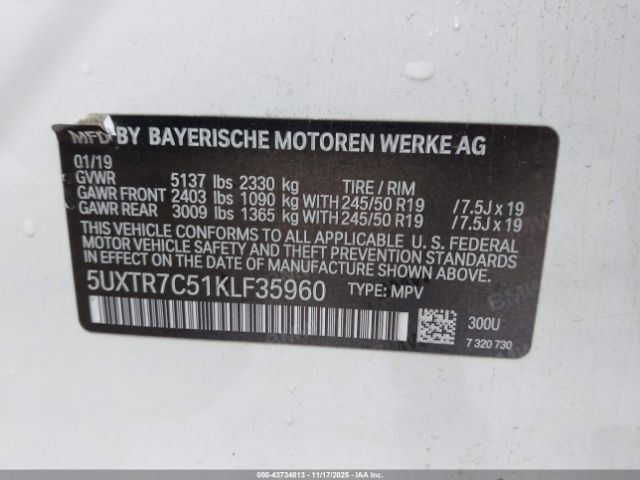 MFD BY BAYERISCHE MOTOREN WERKE AG
01/19
GVWR 5137 lbs 2330 kg TIRE / RIM
GAWR FRONT 2403 lbs 1090 kg WITH 245/50 R19 /7.5J x 19
GAWR REAR 3009 lbs 1365 kg WITH 245/50 R19 /7.5J x 19
THIS VEHICLE CONFORMS TO ALL APPLICABLE U. S. FEDERAL
MOTOR VEHICLE SAFETY, BUMPER AND THEFT PREVENTION STANDARDS
IN EFFECT ON THE DATE OF MANUFACTURE SHOWN ABOVE.
5UXTR7C51KLF35960 TYPE: MPV
300U
7 320 730
000-43734813 - 11/17/2025 - IAAI.COM